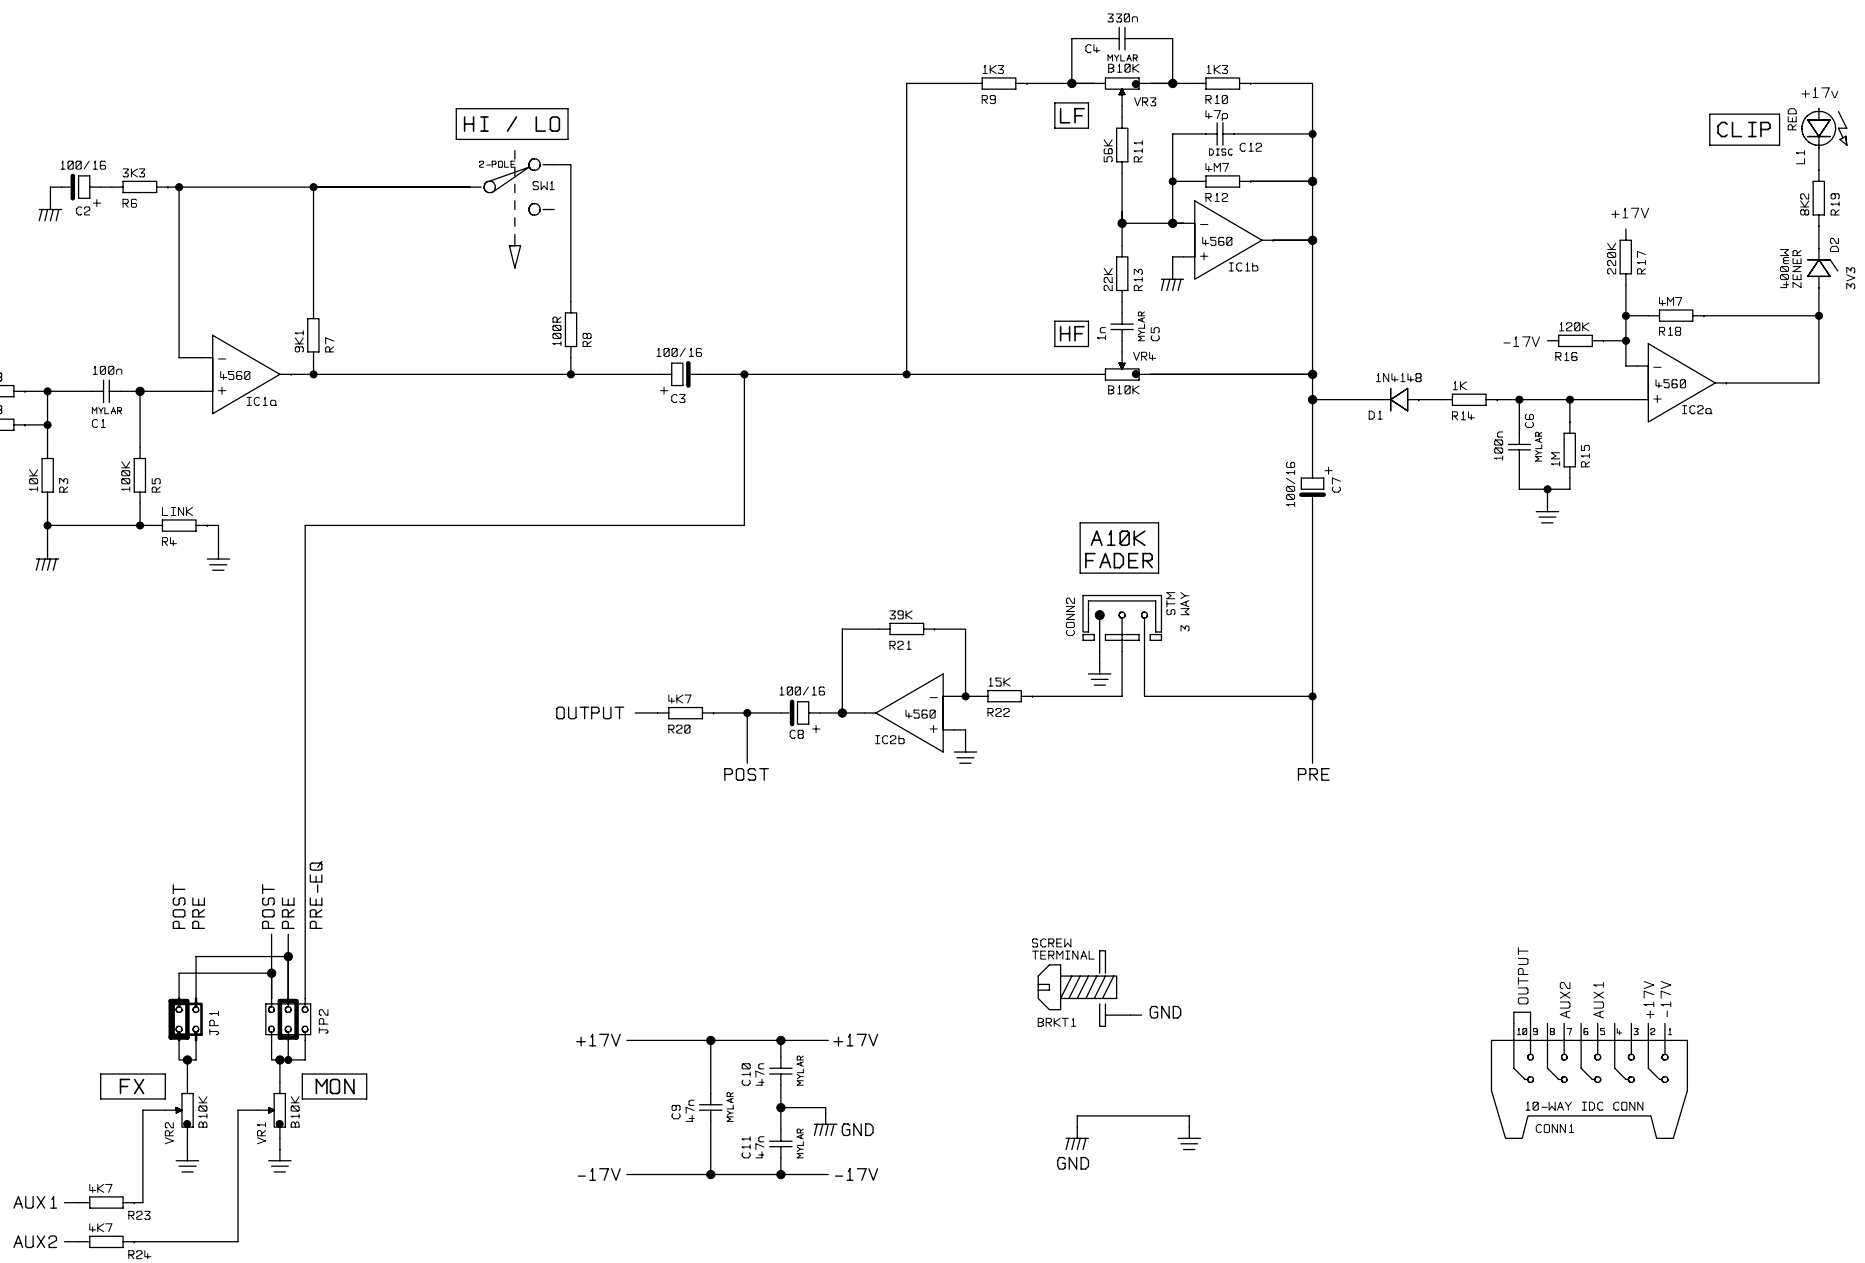 330n
C4
MYLAR
B10K
1K3
R9
1K3
R10
VR3
LF
47p
C12
DISC
56K
R11
4M7
R12
4560
-
+
IC1b
22K
R13
HF
1n
MYLAR
C5
VR4
B10K
HI / LO
2-POLE
SW1
100/16
C2
+
3K3
R6
9K1
R7
100R
R8
100n
MYLAR
C1
-
4560
+
IC1a
100/16
+
C3
10K
R3
100K
R5
LINK
R4
+17v
RED
CLIP
L1
8K2
R19
D2
400mW
ZENER
3V3
+17V
220K
R17
4M7
R18
120K
-17V
R16
-
4560
+
IC2a
1N4148
D1
1K
R14
100n
C6
MYLAR
1M
R15
100/16
+
C7
A10K
FADER
CONN2
STM
3 WAY
39K
R21
15K
R22
-
4560
+
IC2b
100/16
C8
+
OUTPUT
4K7
R20
POST
PRE
POST
PRE
POST
PRE
PRE-EQ
JP1
JP2
FX
MON
B10K
VR2
B10K
VR1
AUX1
4K7
R23
AUX2
4K7
R24
+17V
+17V
C10
47n
MYLAR
C9
47n
MYLAR
GND
C11
47n
MYLAR
-17V
-17V
SCREW
TERMINAL
BRKT1
GND
GND
OUTPUT
AUX2
AUX1
+17V
-17V
10 9 8 7 6 5 4 3 2 1
10-WAY IDC CONN
CONN1